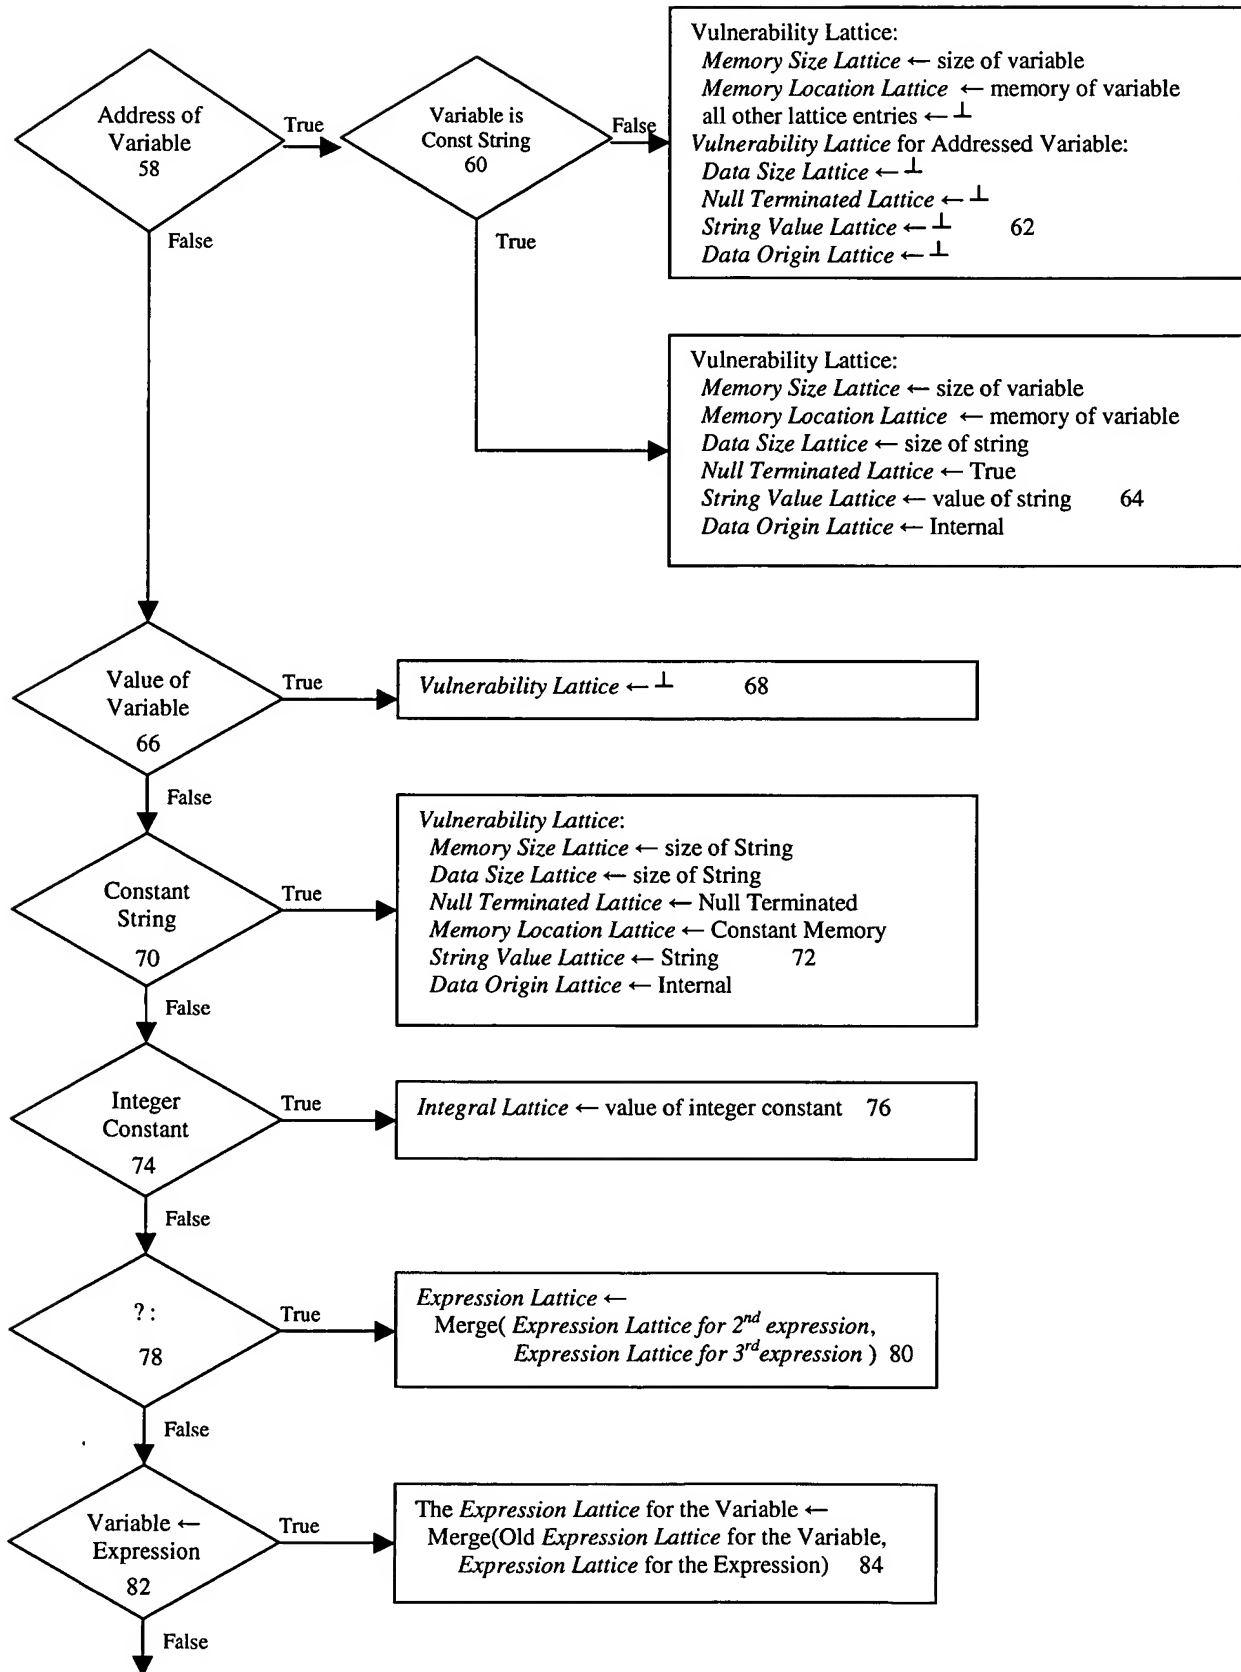 Address of
Variable
58
True
False
Variable is
Const String
60
False
True
Vulnerability Lattice:
Memory Size Lattice ← size of variable
Memory Location Lattice ← memory of variable
all other lattice entries ← ⊥
Vulnerability Lattice for Addressed Variable:
Data Size Lattice ← ⊥
Null Terminated Lattice ← ⊥
String Value Lattice ← ⊥ 62
Data Origin Lattice ← ⊥
Vulnerability Lattice:
Memory Size Lattice ← size of variable
Memory Location Lattice ← memory of variable
Data Size Lattice ← size of string
Null Terminated Lattice ← True
String Value Lattice ← value of string 64
Data Origin Lattice ← Internal
Value of
Variable
66
True
False
Vulnerability Lattice ← ⊥ 68
Constant
String
70
True
False
Vulnerability Lattice:
Memory Size Lattice ← size of String
Data Size Lattice ← size of String
Null Terminated Lattice ← Null Terminated
Memory Location Lattice ← Constant Memory
String Value Lattice ← String 72
Data Origin Lattice ← Internal
Integer
Constant
74
True
False
Integral Lattice ← value of integer constant 76
? :
78
True
False
Expression Lattice ←
Merge( Expression Lattice for 2nd expression,
Expression Lattice for 3rd expression ) 80
Variable ←
Expression
82
True
False
The Expression Lattice for the Variable ←
Merge(Old Expression Lattice for the Variable,
Expression Lattice for the Expression) 84